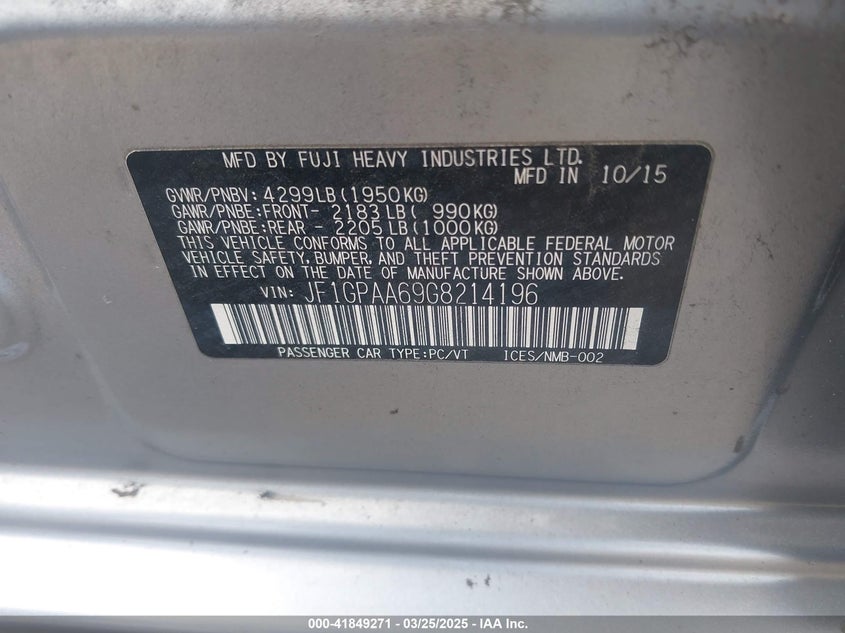 MFD BY FUJI HEAVY INDUSTRIES LTD.
MFD IN 10/15
GVWR/PNBV: 4299LB(1950KG)
GAWR/PNBE:FRONT- 2183LB( 990KG)
GAWR/PNBE:REAR - 2205LB(1000KG)
THIS VEHICLE CONFORMS TO ALL APPLICABLE FEDERAL MOTOR
VEHICLE SAFETY, BUMPER, AND THEFT PREVENTION STANDARDS
IN EFFECT ON THE DATE OF MANUFACTURE SHOWN ABOVE.
VIN: JF1GPAA69G8214196
PASSENGER CAR TYPE:PC/VT ICES/NMB-002
000-41849271 - 03/25/2025 - IAA Inc.